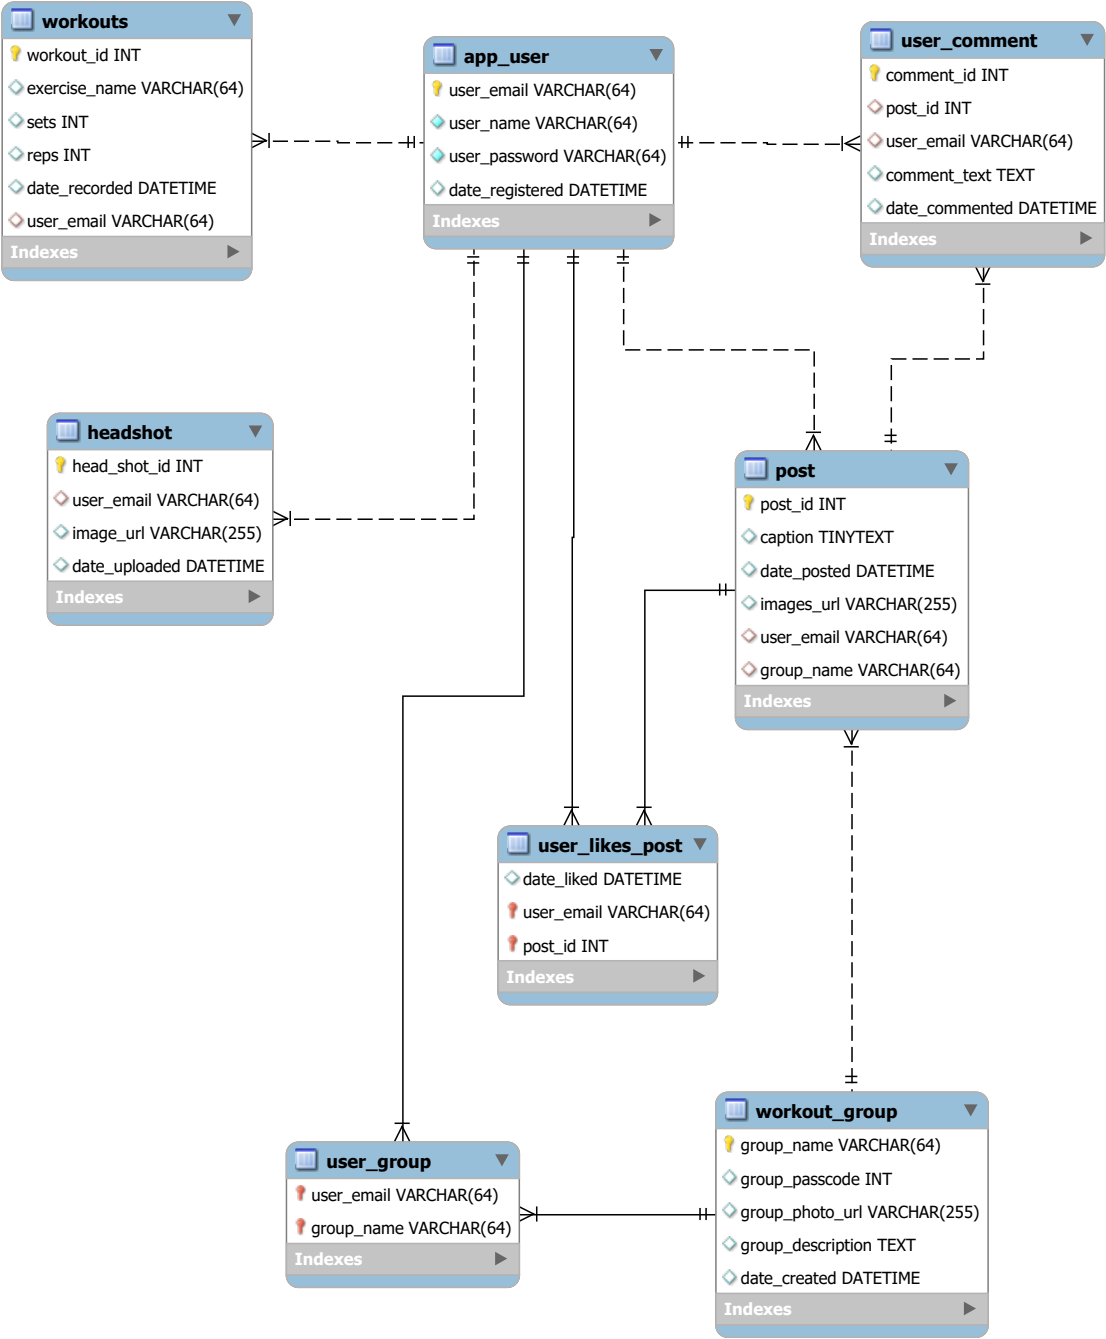 workouts
workout_id INT
exercise_name VARCHAR(64)
sets INT
reps INT
date_recorded DATETIME
user_email VARCHAR(64)
Indexes
app_user
user_email VARCHAR(64)
user_name VARCHAR(64)
user_password VARCHAR(64)
date_registered DATETIME
Indexes
user_comment
comment_id INT
post_id INT
user_email VARCHAR(64)
comment_text TEXT
date_commented DATETIME
Indexes
headshot
head_shot_id INT
user_email VARCHAR(64)
image_url VARCHAR(255)
date_uploaded DATETIME
Indexes
post
post_id INT
caption TINYTEXT
date_posted DATETIME
images_url VARCHAR(255)
user_email VARCHAR(64)
group_name VARCHAR(64)
Indexes
user_likes_post
date_liked DATETIME
user_email VARCHAR(64)
post_id INT
Indexes
user_group
user_email VARCHAR(64)
group_name VARCHAR(64)
Indexes
workout_group
group_name VARCHAR(64)
group_passcode INT
group_photo_url VARCHAR(255)
group_description TEXT
date_created DATETIME
Indexes